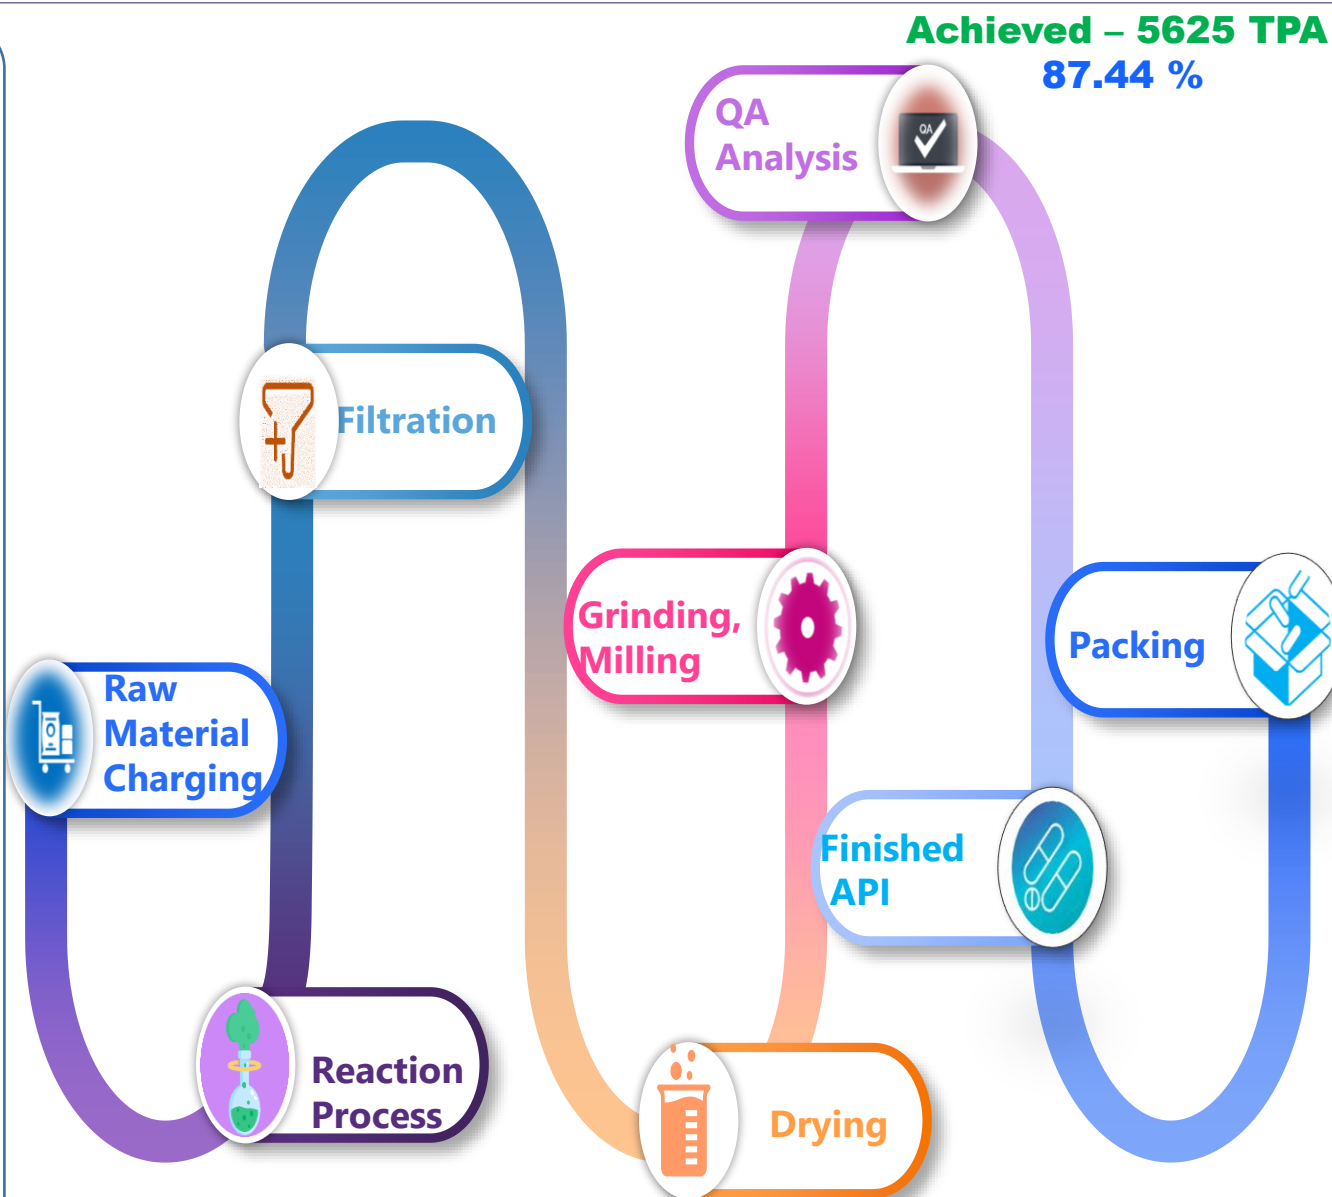 Achieved – 5625 TPA
87.44 %
QA
Analysis
QA
Filtration
Grinding,
Milling
Packing
Raw
Material
Charging
Finished
API
Reaction
Process
Drying